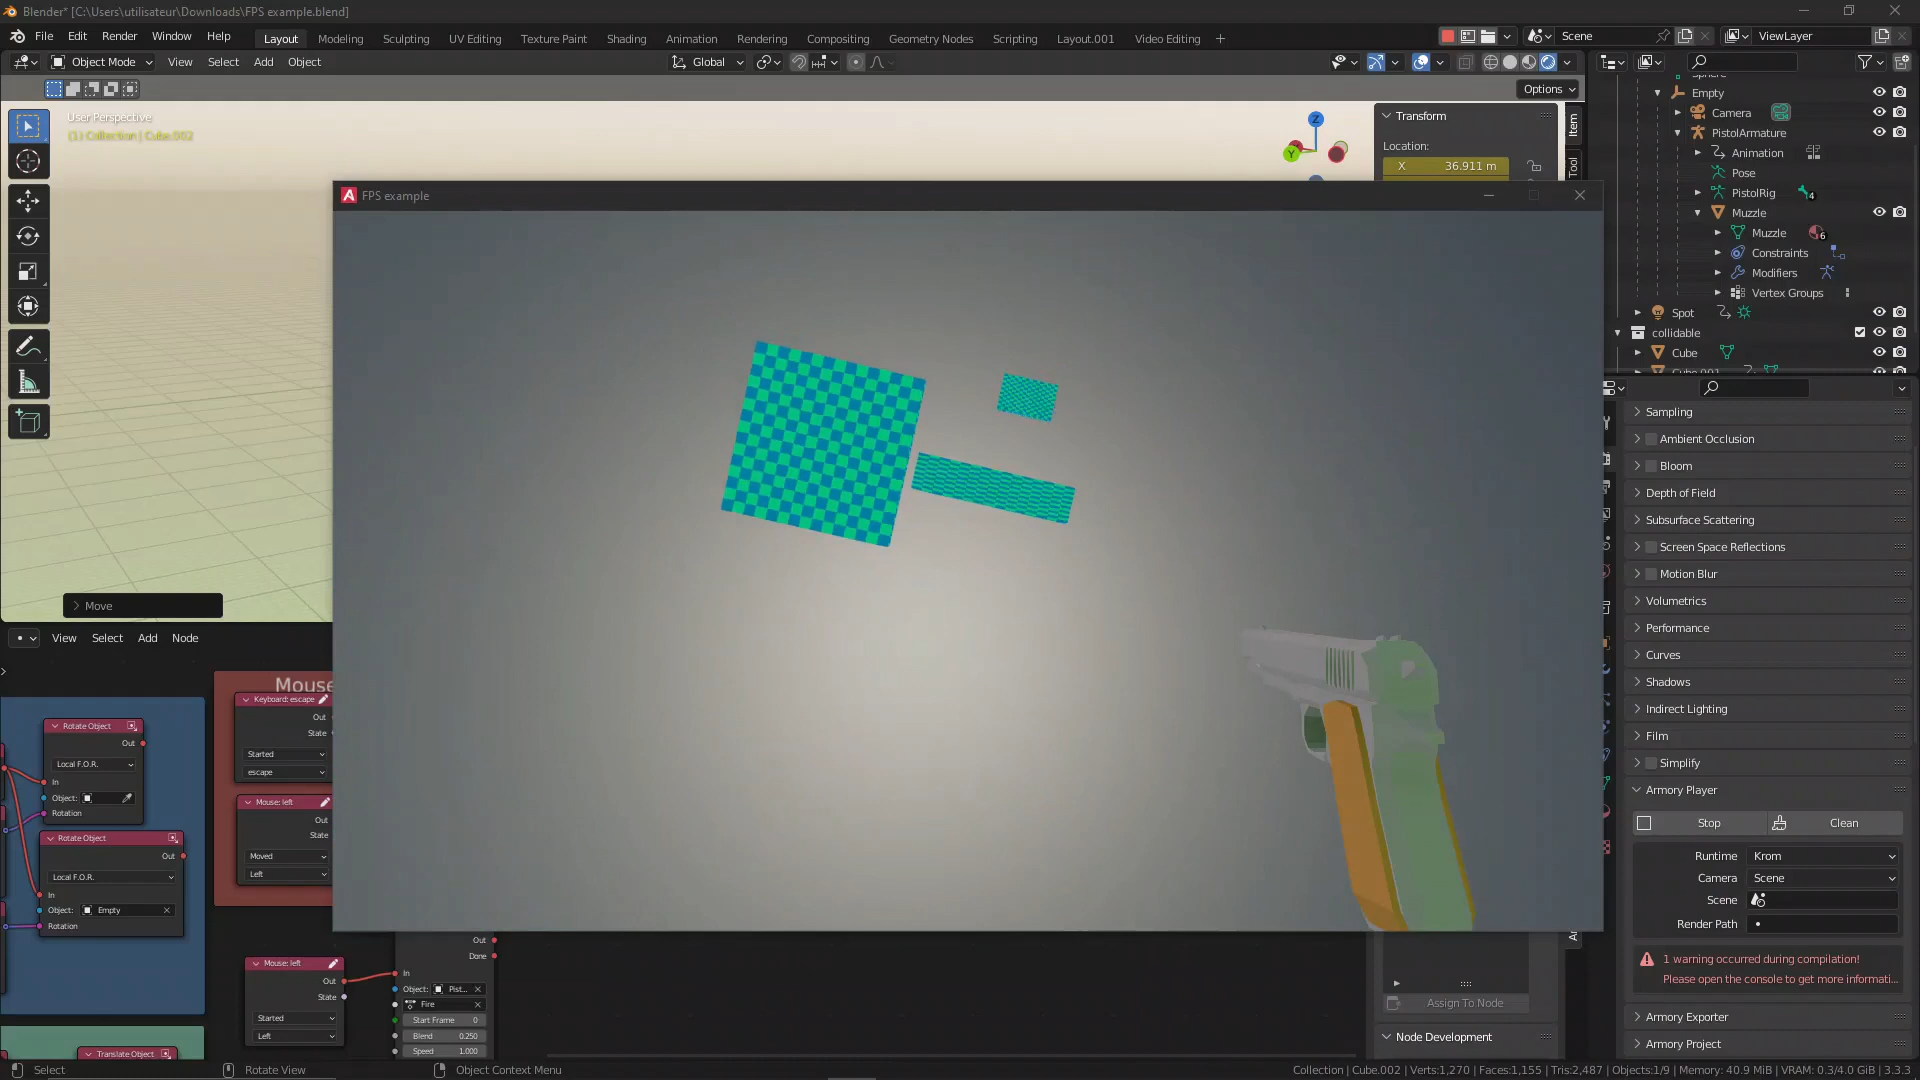 Blender* [C:\Users\utilisateur\Downloads\FPS example.blend]
File Edit Render Window Help
Layout Modeling Sculpting UV Editing Texture Paint Shading Animation Rendering Compositing Geometry Nodes Scripting Layout.001 Video Editing +
Scene
ViewLayer
Object Mode View Select Add Object
Global
Options
User Perspective
(1) Collection | Cube.002
Z
Y
Transform
Location:
X 36.911 m
Item
Tool
Empty
Camera
PistolArmature
Animation
Pose
PistolRig 4
Muzzle
Muzzle 6
Constraints
Modifiers
Vertex Groups
Spot
collidable
Cube
FPS example
Move
View Select Add Node
Mouse
Rotate Object
Out
Local F.O.R.
In
Object:
Rotation
Rotate Object
Out
Local F.O.R.
In
Object: Empty
Rotation
Keyboard: escape
Out
State
Started
escape
Mouse: left
Out
State
Moved
Left
Mouse: left
Out
State
Started
Left
Out
Done
In
Object: Pist...
Fire
Start Frame 0
Blend 0.250
Speed 1.000
Translate Object
Sampling
Ambient Occlusion
Bloom
Depth of Field
Subsurface Scattering
Screen Space Reflections
Motion Blur
Volumetrics
Performance
Curves
Shadows
Indirect Lighting
Film
Simplify
Armory Player
Stop Clean
Runtime Krom
Camera Scene
Scene
Render Path
1 warning occurred during compilation!
Please open the console to get more informati...
Armory Exporter
Armory Project
Assign To Node
Node Development
Select Rotate View Object Context Menu
Collection | Cube.002 | Verts:1,270 | Faces:1,155 | Tris:2,487 | Objects:1/9 | Memory: 40.9 MiB | VRAM: 0.3/4.0 GiB | 3.3.3